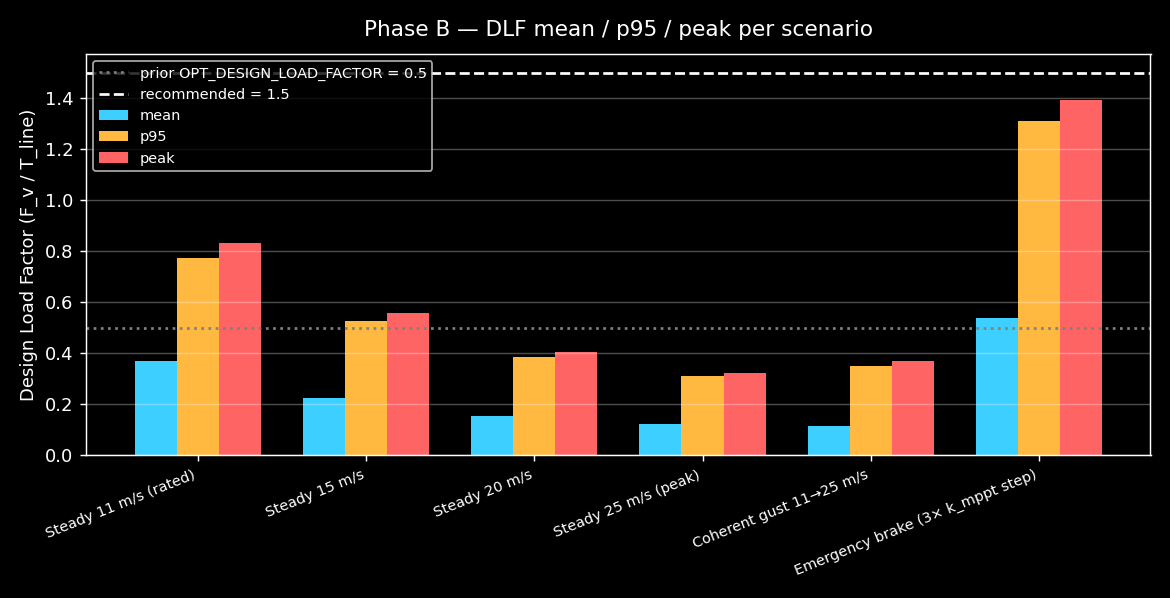 Phase B — DLF mean / p95 / peak per scenario
Design Load Factor (F_v / T_line)
1.4
1.2
1.0
0.8
0.6
0.4
0.2
0.0
prior OPT_DESIGN_LOAD_FACTOR = 0.5
recommended = 1.5
mean
p95
peak
Steady 11 m/s (rated)
Steady 15 m/s
Steady 20 m/s
Steady 25 m/s (peak)
Coherent gust 11→25 m/s
Emergency brake (3× k_mppt step)